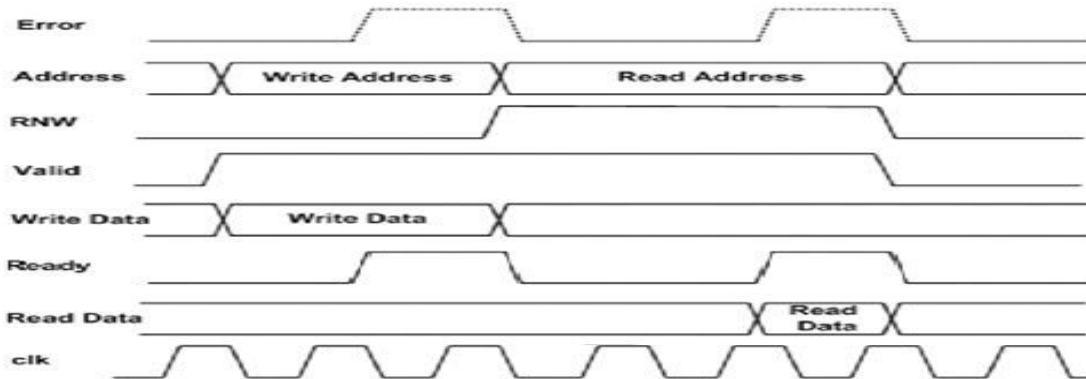 Error
Address
Write Address
Read Address
RNW
Valid
Write Data
Write Data
Ready
Read Data
Read
Data
clk